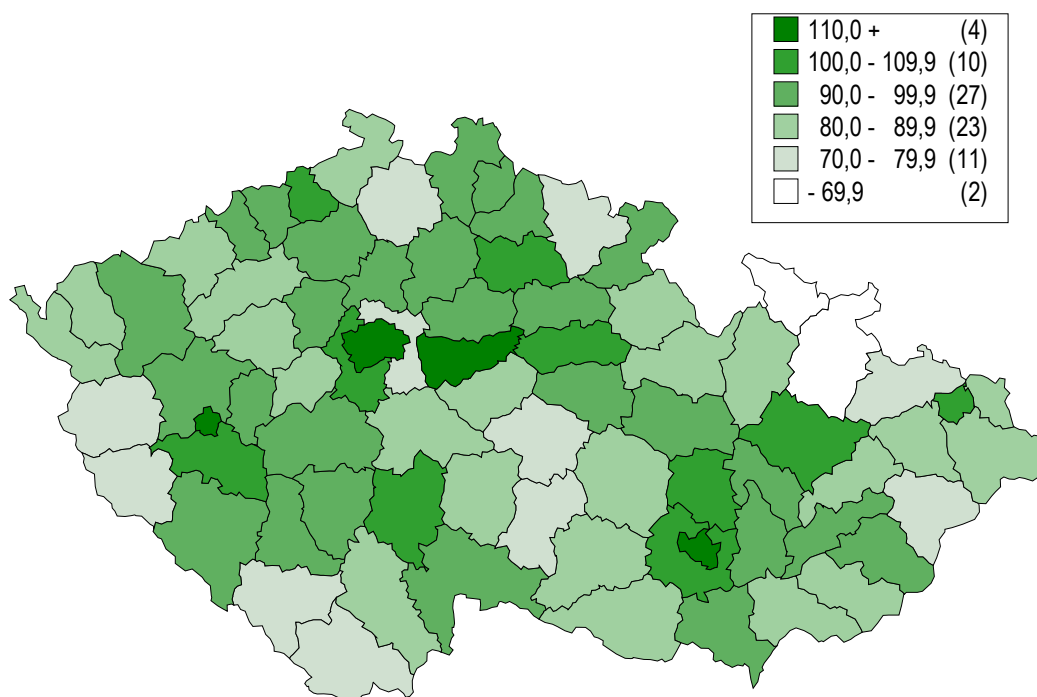 110,0 + (4)
100,0 - 109,9 (10)
90,0 - 99,9 (27)
80,0 - 89,9 (23)
70,0 - 79,9 (11)
- 69,9 (2)